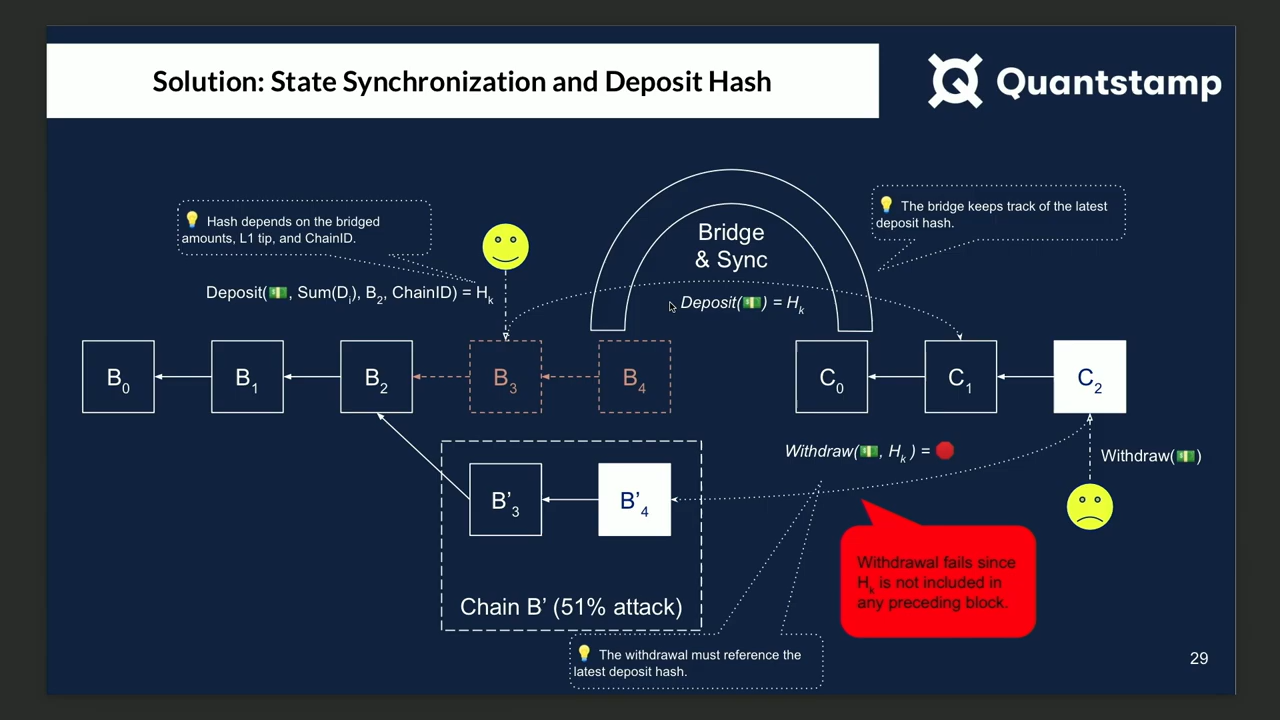 Solution: State Synchronization and Deposit Hash
Quantstamp
💡 Hash depends on the bridged
amounts, L1 tip, and ChainID.
💡 The bridge keeps track of the latest
deposit hash.
Bridge
& Sync
Deposit(💵, Sum(Di), B2, ChainID) = Hk
Deposit(💵) = Hk
B0
B1
B2
B3
B4
C0
C1
C2
Withdraw(💵, Hk ) = 🛑
Withdraw(💵)
B’3
B’4
Withdrawal fails since
Hk is not included in
any preceding block.
Chain B’ (51% attack)
💡 The withdrawal must reference the
latest deposit hash.
29